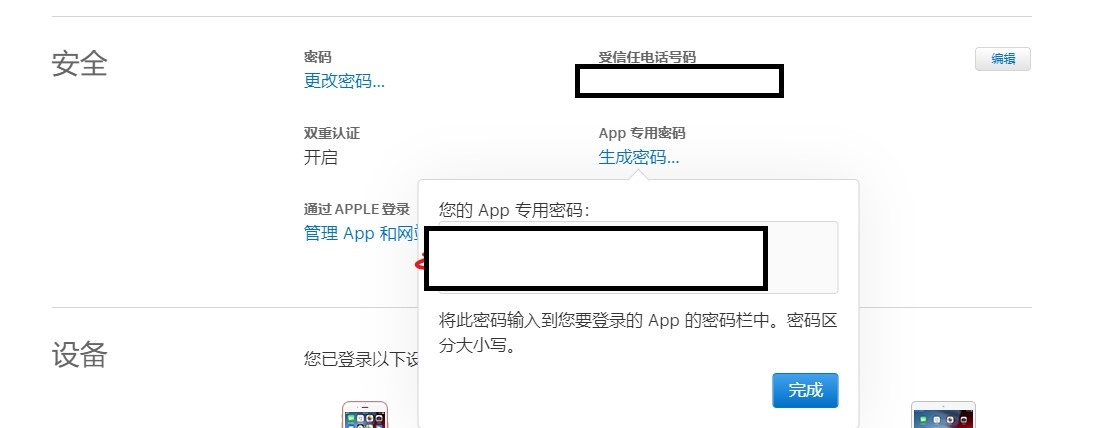 安全
密码
更改密码...
受信任电话号码
编辑
双重认证
开启
App 专用密码
生成密码...
通过 APPLE 登录
管理 App 和网
您的 App 专用密码：
将此密码输入到您要登录的 App 的密码栏中。密码区
分大小写。
完成
设备
您已登录以下设